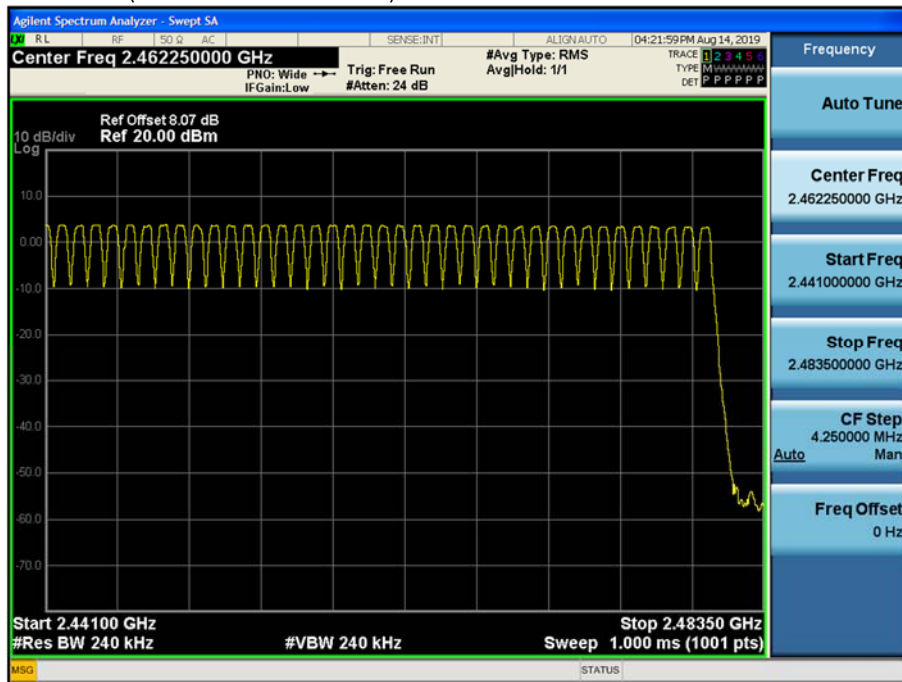 Agilent Spectrum Analyzer - Swept SA
LXI RL RF 50 Ω AC SENSE:INT ALIGNAUTO 04:21:59PM Aug 14, 2019
Center Freq 2.462250000 GHz
PNO: Wide
IFGain:Low
Trig: Free Run
#Atten: 24 dB
#Avg Type: RMS
Avg|Hold: 1/1
TRACE 1 2 3 4 5 6
TYPE M
DET P P P P P P
Ref Offset 8.07 dB
10 dB/div Ref 20.00 dBm
Log
10.0
0.00
-10.0
-20.0
-30.0
-40.0
-50.0
-60.0
-70.0
Start 2.44100 GHz Stop 2.48350 GHz
#Res BW 240 kHz #VBW 240 kHz Sweep 1.000 ms (1001 pts)
MSG STATUS
Frequency
Auto Tune
Center Freq
2.462250000 GHz
Start Freq
2.441000000 GHz
Stop Freq
2.483500000 GHz
CF Step
4.250000 MHz
Auto Man
Freq Offset
0 Hz